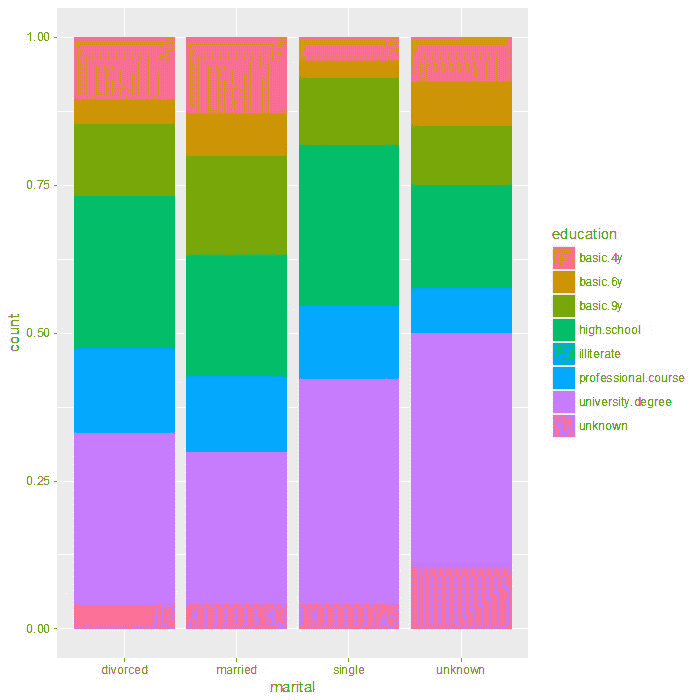 1.00
0.75
0.50
0.25
0.00
count
divorced married single unknown
marital
education
basic.4y
basic.6y
basic.9y
high.school
illiterate
professional.course
university.degree
unknown